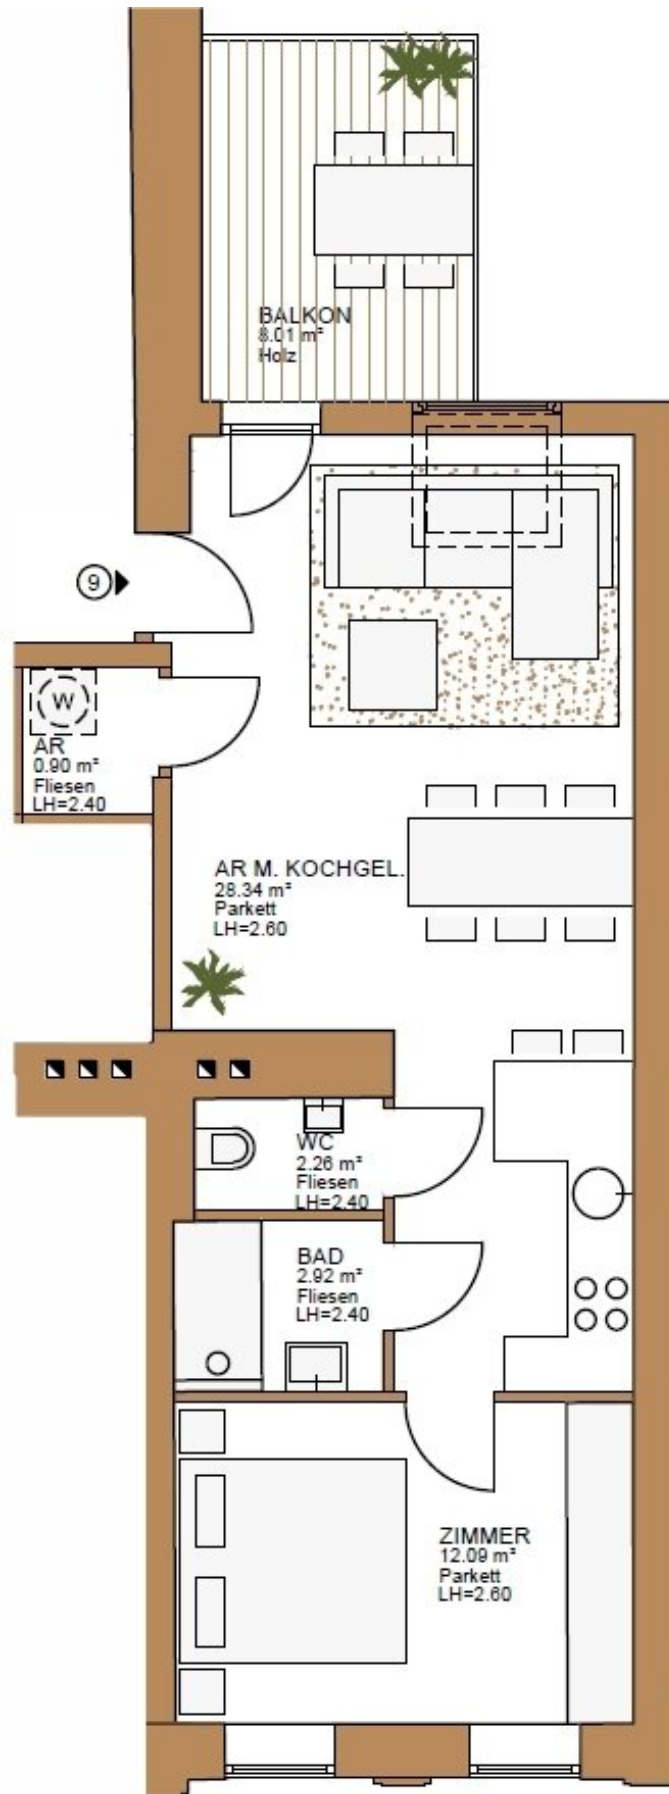 BALKON
8.01 m²
Holz
9
W
AR
0.90 m²
Fliesen
LH=2.40
AR M. KOCHGEL.
28.34 m²
Parkett
LH=2.60
WC
2.26 m²
Fliesen
LH=2.40
BAD
2.92 m²
Fliesen
LH=2.40
ZIMMER
12.09 m²
Parkett
LH=2.60